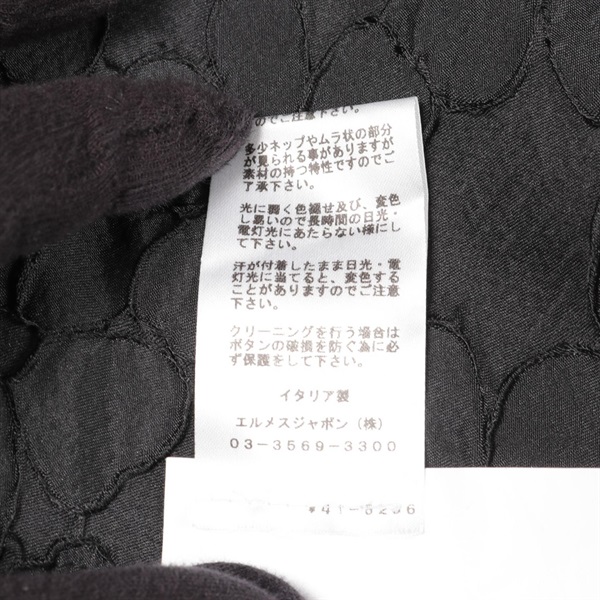 のでご注意下さい。
多少ネップやムラ状の部分
が見られる事がありますが
素材の持つ特性ですのでご
了承下さい。
光に弱く色褪せ及び、変色
し易いので長時間の日光・
電灯光にあたらない様にし
て下さい。
汗が付着したまま日光・電
灯光に当てると、変色する
ことがありますのでご注意
下さい。
クリーニングを行う場合は
ボタンの破損を防ぐ為に必
ず保護をして下さい。
イタリア製
エルメスジャポン（株）
03-3569-3300